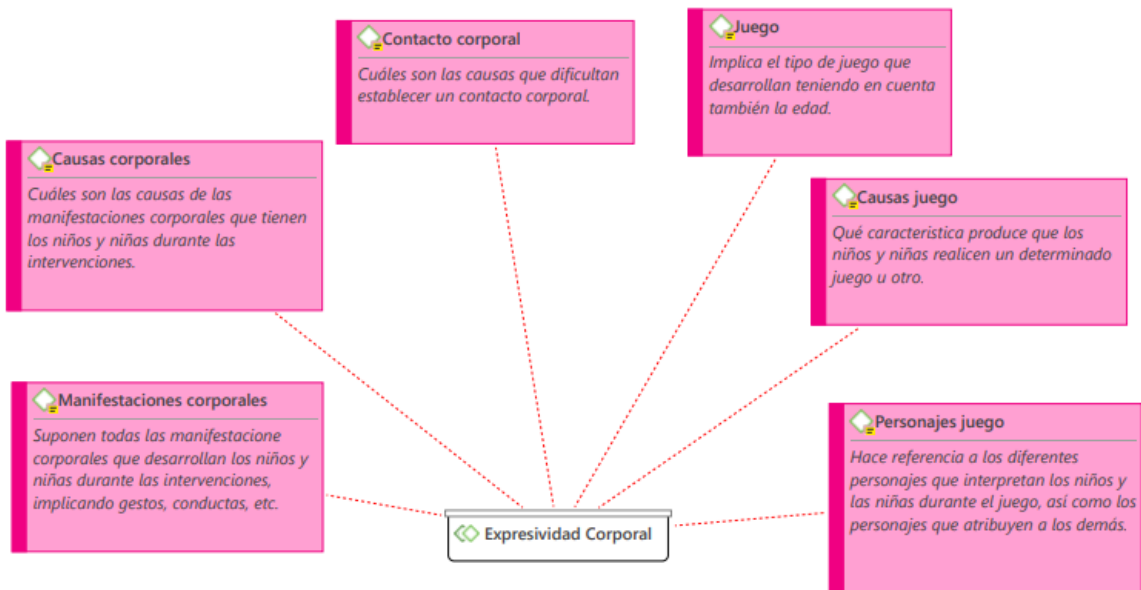 Contacto corporal
Cuáles son las causas que dificultan
establecer un contacto corporal.
Juego
Implica el tipo de juego que
desarrollan teniendo en cuenta
también la edad.
Causas corporales
Cuáles son las causas de las
manifestaciones corporales que tienen
los niños y niñas durante las
intervenciones.
Causas juego
Qué caracteristica produce que los
niños y niñas realicen un determinado
juego u otro.
Manifestaciones corporales
Suponen todas las manifestacione
corporales que desarrollan los niños y
niñas durante las intervenciones,
implicando gestos, conductas, etc.
Personajes juego
Hace referencia a los diferentes
personajes que interpretan los niños y
las niñas durante el juego, así como los
personajes que atribuyen a los demás.
Expresividad Corporal